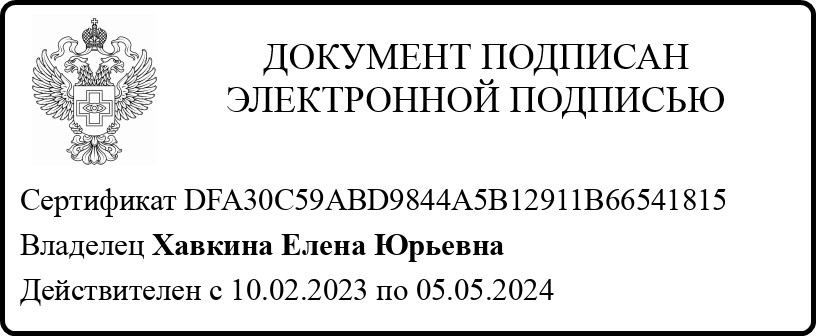 ДОКУМЕНТ ПОДПИСАН
ЭЛЕКТРОННОЙ ПОДПИСЬЮ
Сертификат DFA30C59ABD9844A5B12911B66541815
Владелец Хавкина Елена Юрьевна
Действителен с 10.02.2023 по 05.05.2024